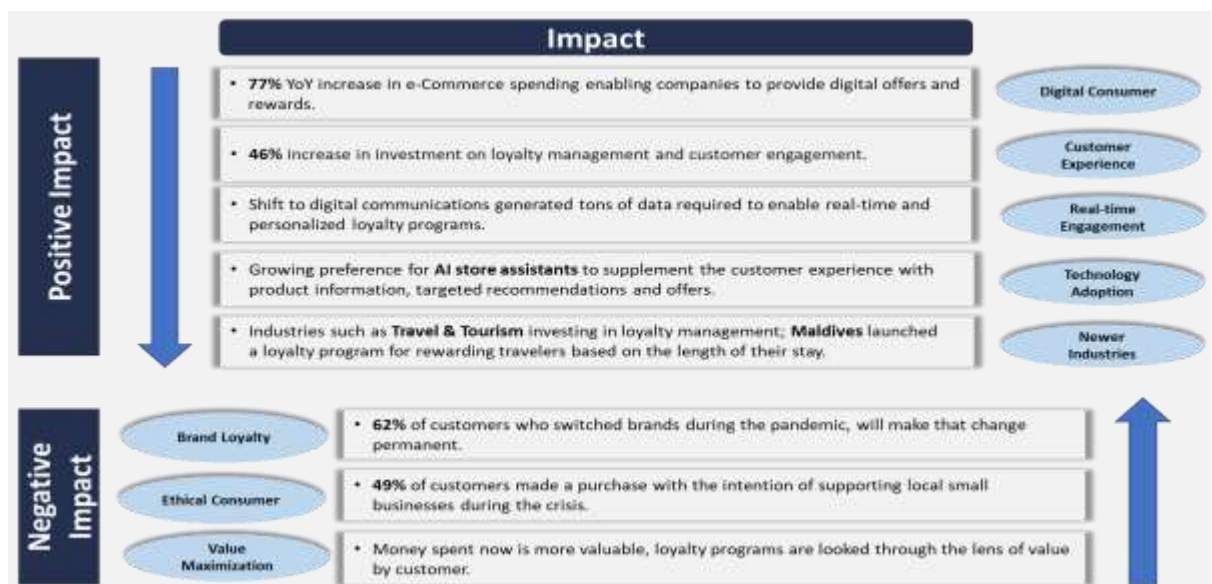 Impact
Positive Impact
• 77% YoY increase in e-Commerce spending enabling companies to provide digital offers and
rewards.
Digital Consumer
• 46% increase in investment on loyalty management and customer engagement.
Customer
Experience
• Shift to digital communications generated tons of data required to enable real-time and
personalized loyalty programs.
Real-time
Engagement
• Growing preference for AI store assistants to supplement the customer experience with
product information, targeted recommendations and offers.
Technology
Adoption
• Industries such as Travel & Tourism investing in loyalty management; Maldives launched
a loyalty program for rewarding travelers based on the length of their stay.
Newer
Industries
Negative
Impact
Brand Loyalty
• 62% of customers who switched brands during the pandemic, will make that change
permanent.
Ethical Consumer
• 49% of customers made a purchase with the intention of supporting local small
businesses during the crisis.
Value
Maximization
• Money spent now is more valuable, loyalty programs are looked through the lens of value
by customer.